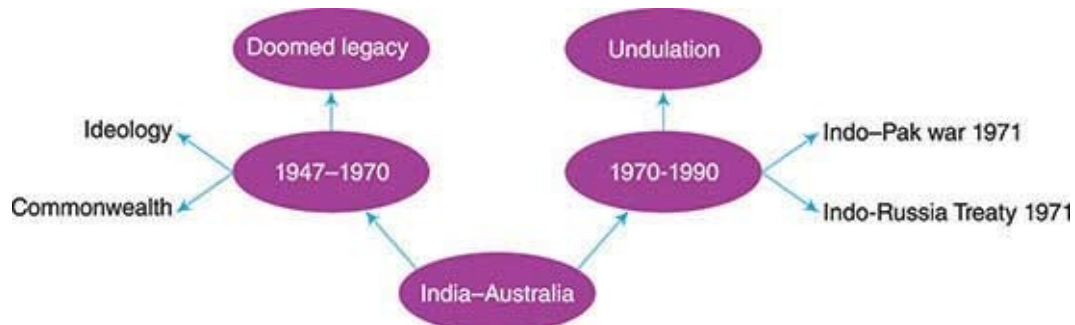 Doomed legacy
Undulation
Ideology
Indo–Pak war 1971
1947–1970
1970-1990
Commonwealth
Indo-Russia Treaty 1971
India–Australia